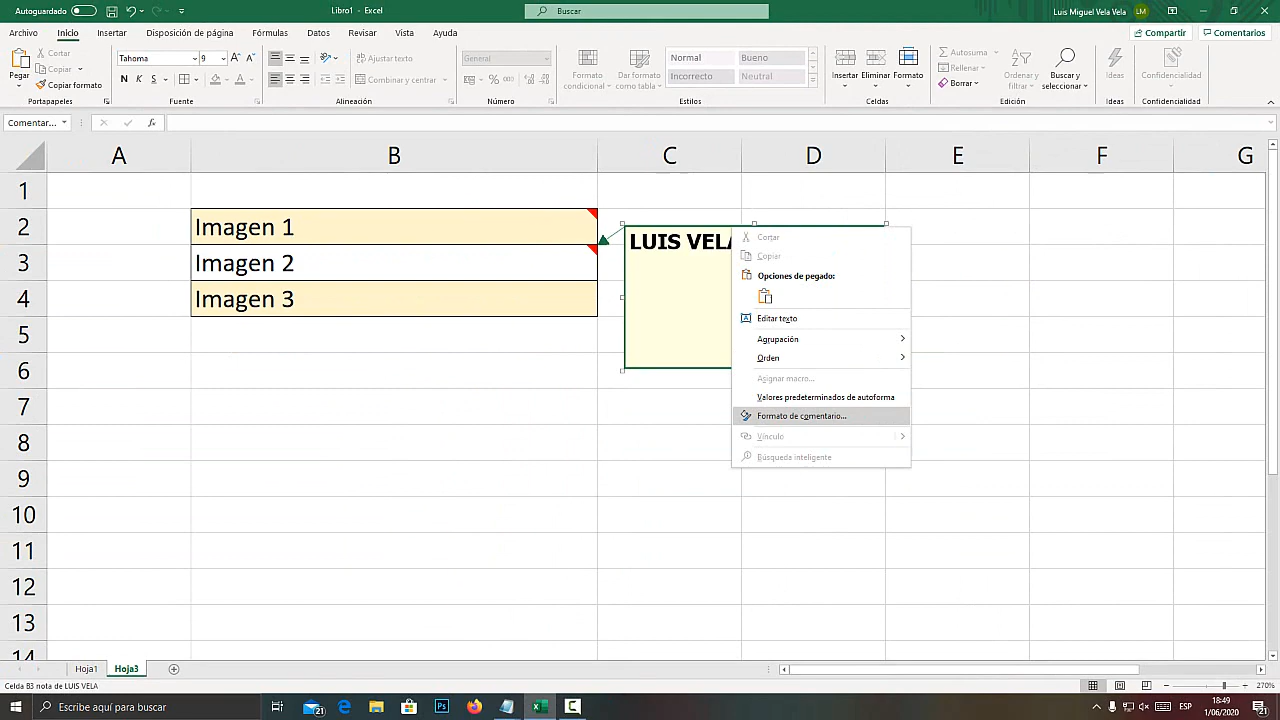 Autoguardado
Libro1 - Excel
Buscar
Luis Miguel Vela Vela
LM
Archivo
Inicio
Insertar
Disposición de página
Fórmulas
Datos
Revisar
Vista
Ayuda
Compartir
Comentarios
Pegar
Cortar
Copiar
Copiar formato
Portapapeles
Tahoma
9
N K S
Fuente
Ajustar texto
Combinar y centrar
Alineación
General
Número
Formato condicional
Dar formato como tabla
Normal
Bueno
Incorrecto
Neutral
Estilos
Insertar
Eliminar
Formato
Celdas
Autosuma
Rellenar
Borrar
Ordenar y filtrar
Buscar y seleccionar
Edición
Ideas
Ideas
Confidencialidad
Confidencialidad
Comentar...
fx
A B C D E F G
1
2 Imagen 1
3 Imagen 2
4 Imagen 3
5
6
7
8
9
10
11
12
13
14
LUIS VELA
Cortar
Copiar
Opciones de pegado:
Editar texto
Agrupación
Orden
Asignar macro...
Valores predeterminados de autoforma
Formato de comentario...
Vínculo
Búsqueda inteligente
Hoja1
Hoja3
Celda B3 nota de LUIS VELA
270%
Escribe aquí para buscar
21
ESP
18:49
1/06/2020